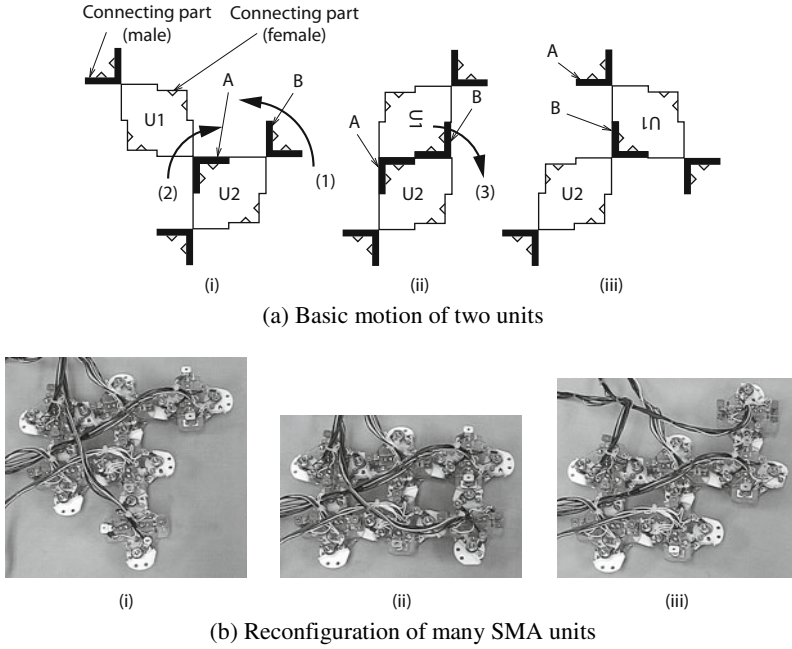 Connecting part
(male)
Connecting part
(female)
A
B
U1
(2)
(1)
U2
(i)
A
U1
B
U2
(3)
(ii)
A
B
U1
U2
(iii)
(a) Basic motion of two units
(i)
(ii)
(iii)
(b) Reconfiguration of many SMA units